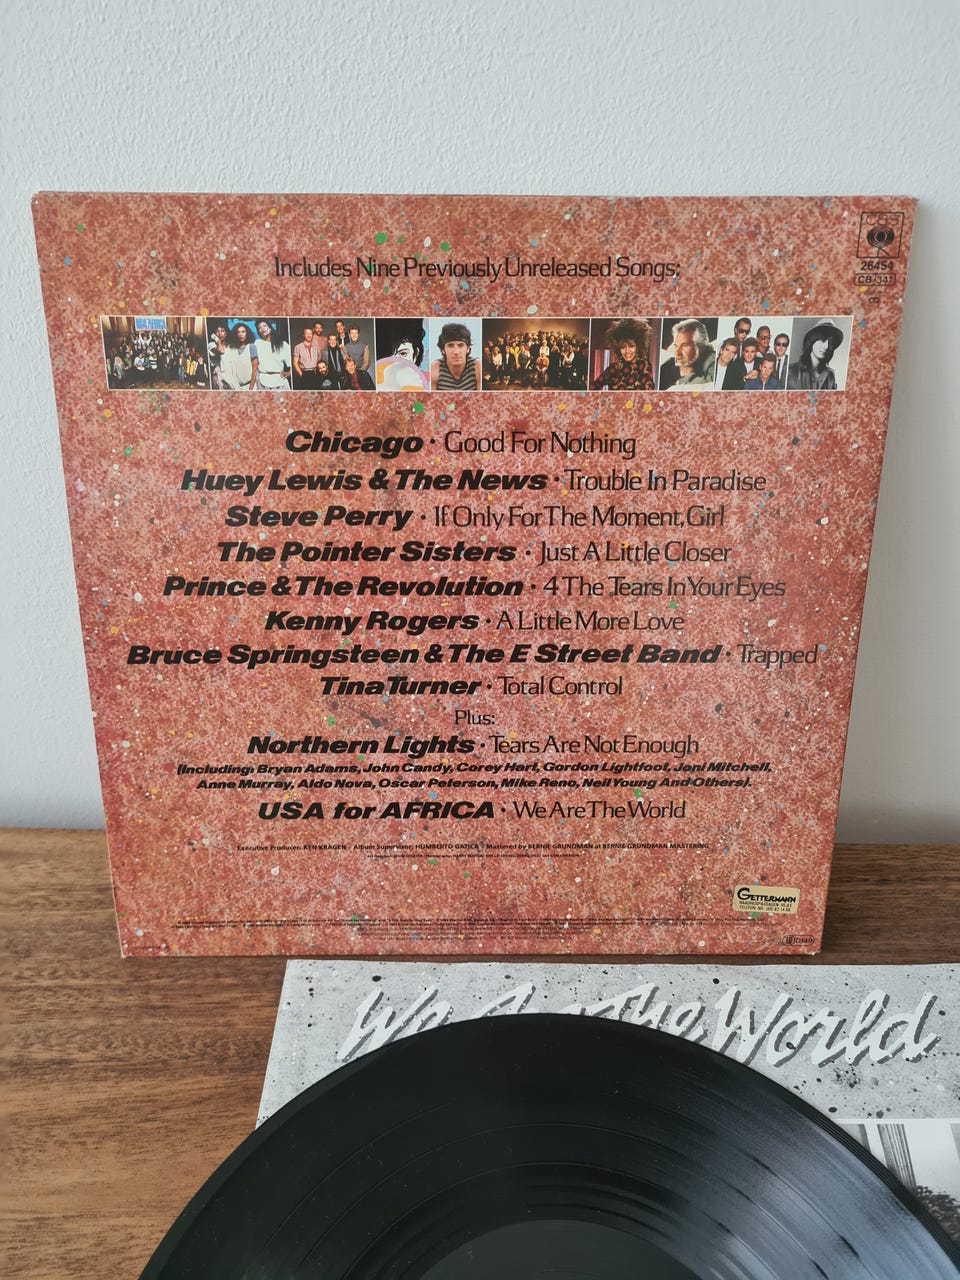 CBS
26454
CB 341
Includes Nine Previously Unreleased Songs:
Chicago · Good For Nothing
Huey Lewis & The News · Trouble In Paradise
Steve Perry · If Only For The Moment, Girl
The Pointer Sisters · Just A Little Closer
Prince & The Revolution · 4 The Tears In Your Eyes
Kenny Rogers · A Little More Love
Bruce Springsteen & The E Street Band · Trapped
Tina Turner · Total Control
Plus:
Northern Lights · Tears Are Not Enough
(Including: Bryan Adams, John Candy, Corey Hart, Gordon Lightfoot, Joni Mitchell,
Anne Murray, Aldo Nova, Oscar Peterson, Mike Reno, Neil Young And Others).
USA for AFRICA · We Are The World
Executive Producer: KEN KRAGEN Album Supervisor: HUMBERTO GATICA Mastered by BERNIE GRUNDMAN at BERNIE GRUNDMAN MASTERING
GETTERMANN
We Are The World